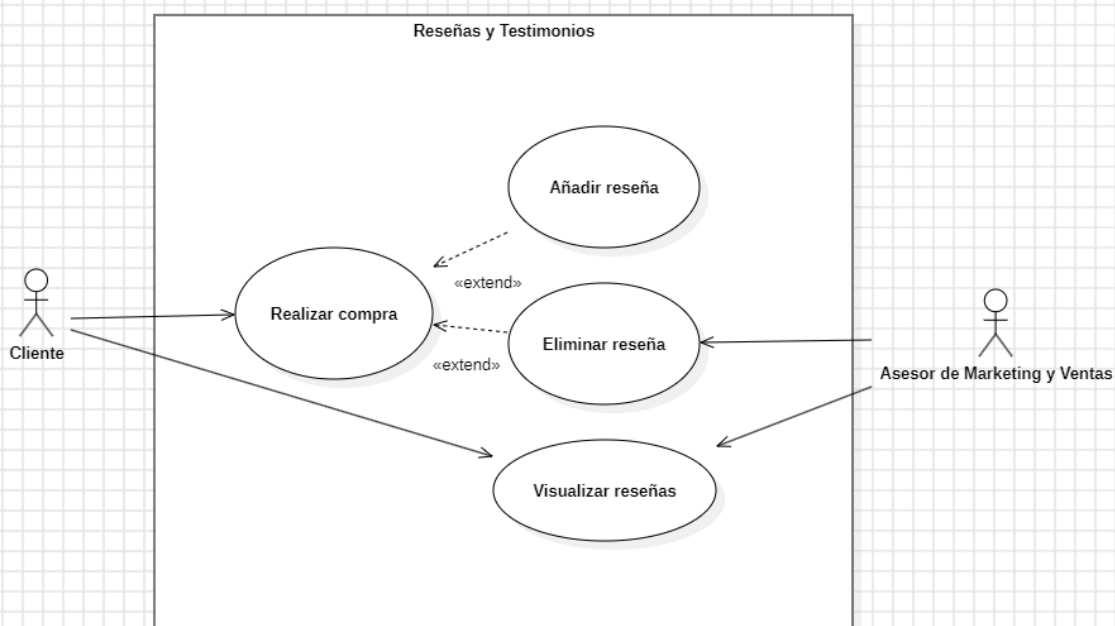 Reseñas y Testimonios
Añadir reseña
«extend»
Realizar compra
Eliminar reseña
«extend»
Cliente
Asesor de Marketing y Ventas
Visualizar reseñas